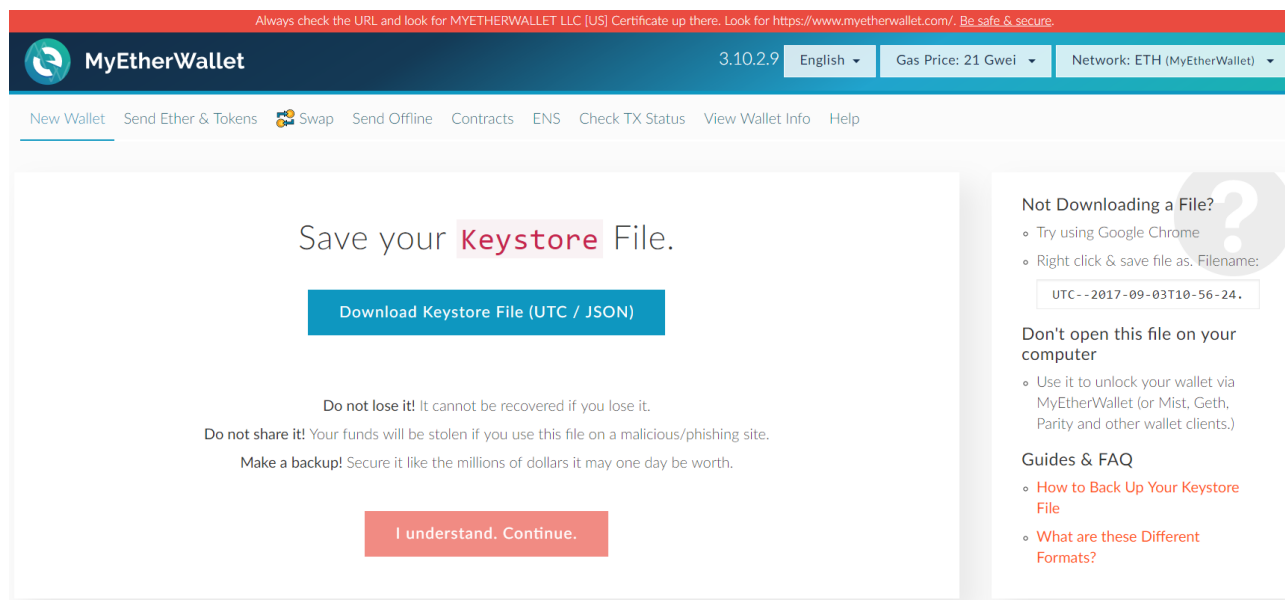 Always check the URL and look for MYETHERWALLET LLC [US] Certificate up there. Look for https://www.myetherwallet.com/. Be safe & secure.
MyEtherWallet
3.10.2.9 English Gas Price: 21 Gwei Network: ETH (MyEtherWallet)
New Wallet Send Ether & Tokens Swap Send Offline Contracts ENS Check TX Status View Wallet Info Help
Save your Keystore File.
Download Keystore File (UTC / JSON)
Do not lose it! It cannot be recovered if you lose it.
Do not share it! Your funds will be stolen if you use this file on a malicious/phishing site.
Make a backup! Secure it like the millions of dollars it may one day be worth.
I understand. Continue.
Not Downloading a File?
Try using Google Chrome
Right click & save file as. Filename:
UTC--2017-09-03T10-56-24.
Don't open this file on your
computer
Use it to unlock your wallet via
MyEtherWallet (or Mist, Geth,
Parity and other wallet clients.)
Guides & FAQ
How to Back Up Your Keystore
File
What are these Different
Formats?